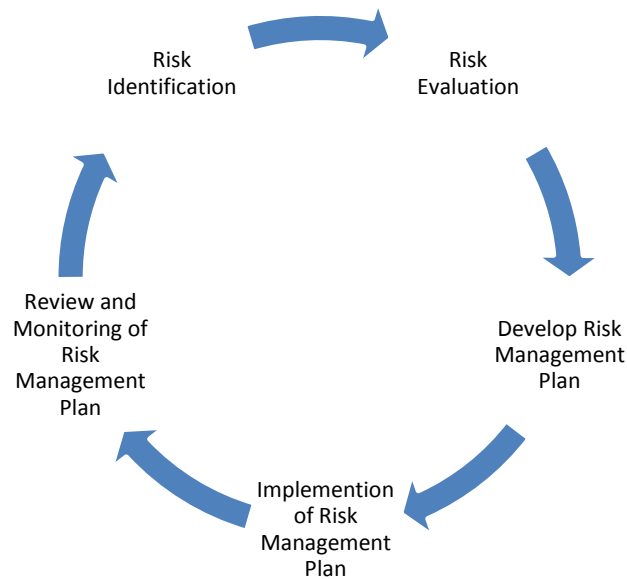 Risk
Identification
Risk
Evaluation
Develop Risk
Management
Plan
Implemention
of Risk
Management
Plan
Review and
Monitoring of
Risk
Management
Plan